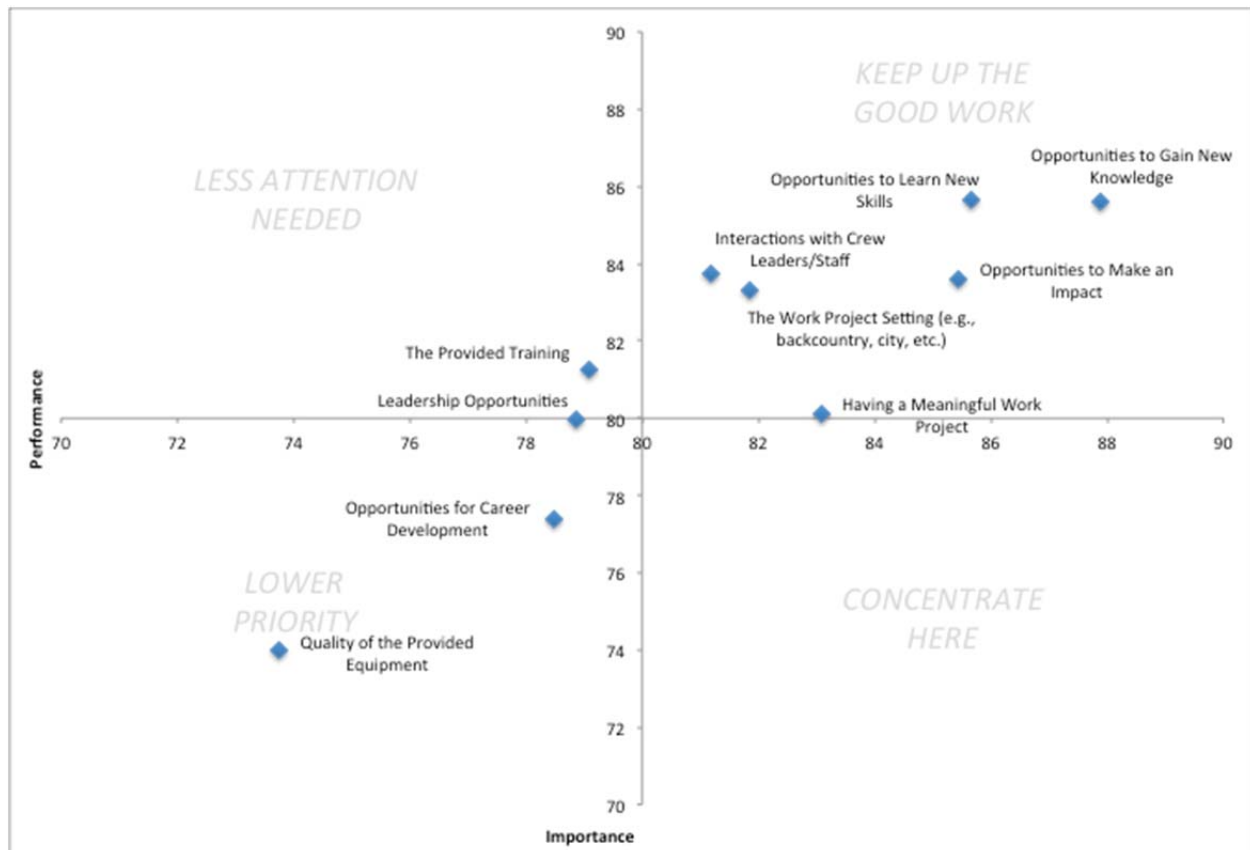 90
KEEP UP THE
GOOD WORK
88
Opportunities to Gain New
Knowledge
LESS ATTENTION
NEEDED
86
Opportunities to Learn New
Skills
Interactions with Crew
Leaders/Staff
84
Opportunities to Make an
Impact
The Work Project Setting (e.g.,
backcountry, city, etc.)
82
The Provided Training
Leadership Opportunities
80
Having a Meaningful Work
Project
Performance
70 72 74 76 78 80 82 84 86 88 90
78
Opportunities for Career
Development
76
LOWER
PRIORITY
CONCENTRATE
HERE
Quality of the Provided
Equipment
74
72
70
Importance